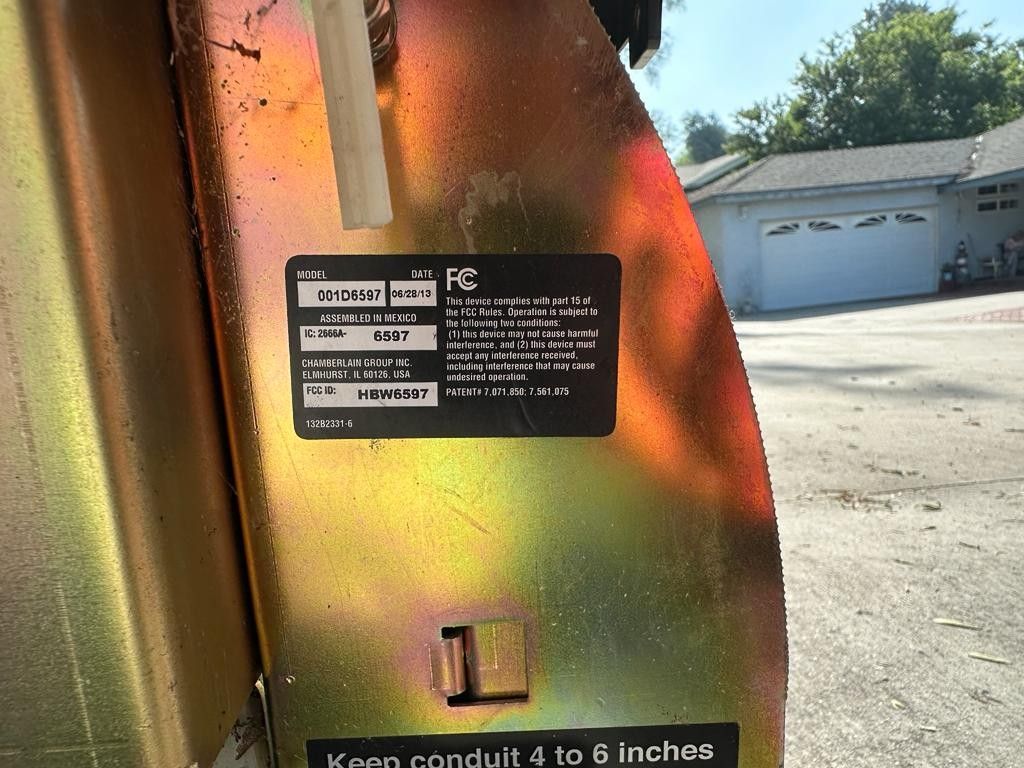 MODEL DATE
001D6597 06/28/13
ASSEMBLED IN MEXICO
IC: 2666A- 6597
CHAMBERLAIN GROUP INC.
ELMHURST, IL 60126, USA
FCC ID: HBW6597
132B2331-6
FC
This device complies with part 15 of
the FCC Rules. Operation is subject to
the following two conditions:
(1) this device may not cause harmful
interference, and (2) this device must
accept any interference received,
including interference that may cause
undesired operation.
PATENT# 7,071,850; 7,561,075
Keep conduit 4 to 6 inches